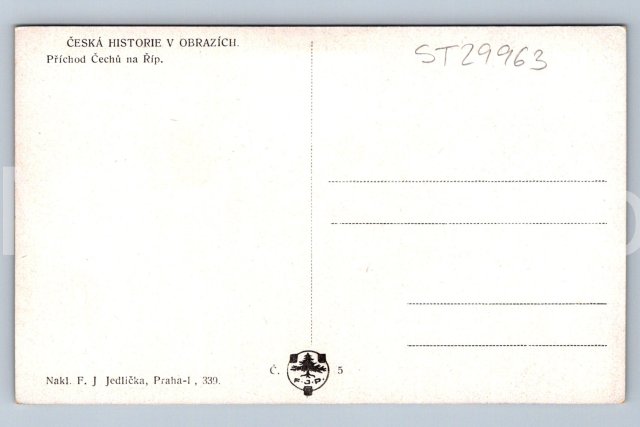 ČESKÁ HISTORIE V OBRAZÍCH.
Příchod Čechů na Říp.
ST29963
Č. 5
F. J. P.
Nakl. F. J Jedlička, Praha-I, 339.